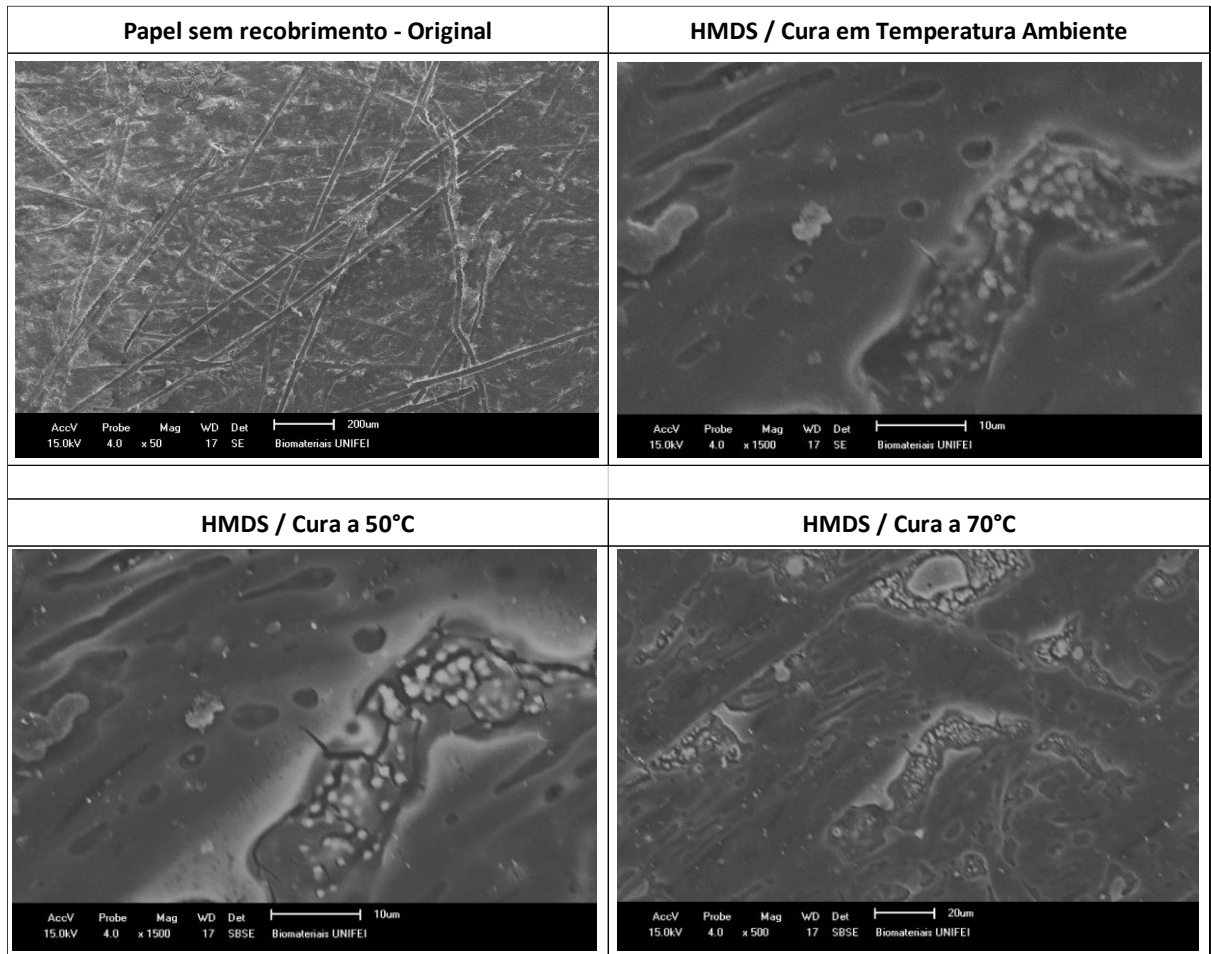 Papel sem recobrimento - Original
HMDS / Cura em Temperatura Ambiente
AccV Probe Mag WD Det 200um
15.0kV 4.0 x 50 17 SE Biomateriais UNIFEI
AccV Probe Mag WD Det 10um
15.0kV 4.0 x 1500 17 SE Biomateriais UNIFEI
HMDS / Cura a 50°C
HMDS / Cura a 70°C
AccV Probe Mag WD Det 10um
15.0kV 4.0 x 1500 17 SBSE Biomateriais UNIFEI
AccV Probe Mag WD Det 20um
15.0kV 4.0 x 500 17 SBSE Biomateriais UNIFEI